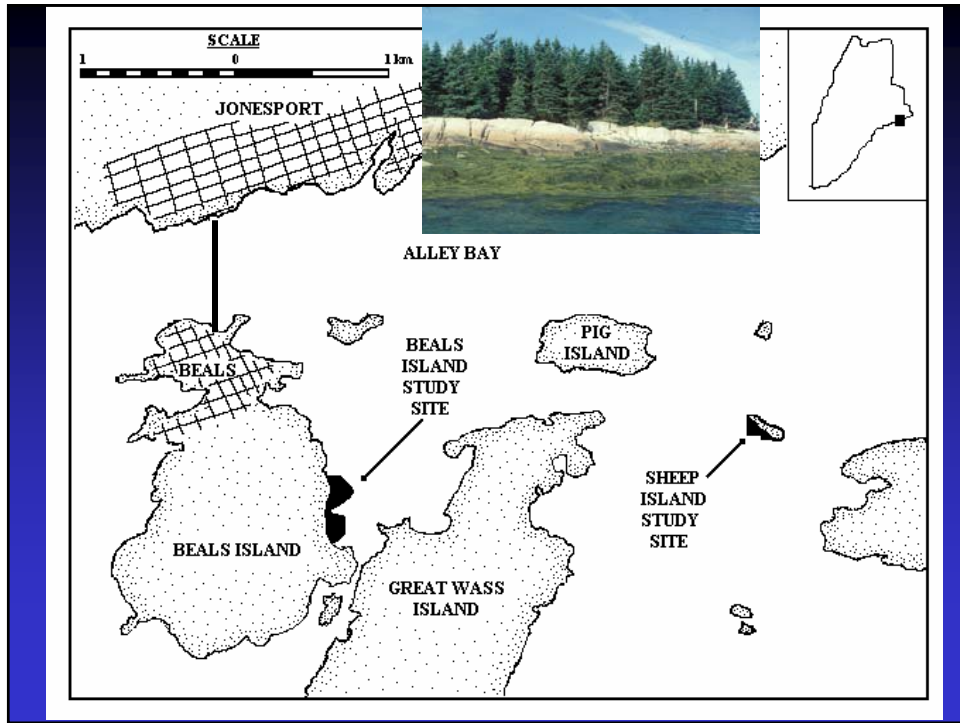 SCALE
1 0 1 km
JONESPORT
ALLEY BAY
BEALS
ISLAND
STUDY
SITE
PIG
ISLAND
BEALS
SHEEP
ISLAND
STUDY
SITE
BEALS ISLAND
GREAT WASS
ISLAND